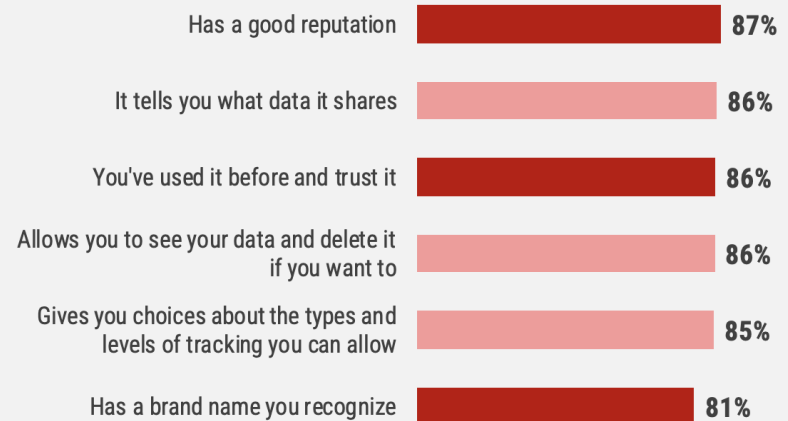 Has a good reputation 87%
It tells you what data it shares 86%
You've used it before and trust it 86%
Allows you to see your data and delete it
if you want to 86%
Gives you choices about the types and
levels of tracking you can allow 85%
Has a brand name you recognize 81%